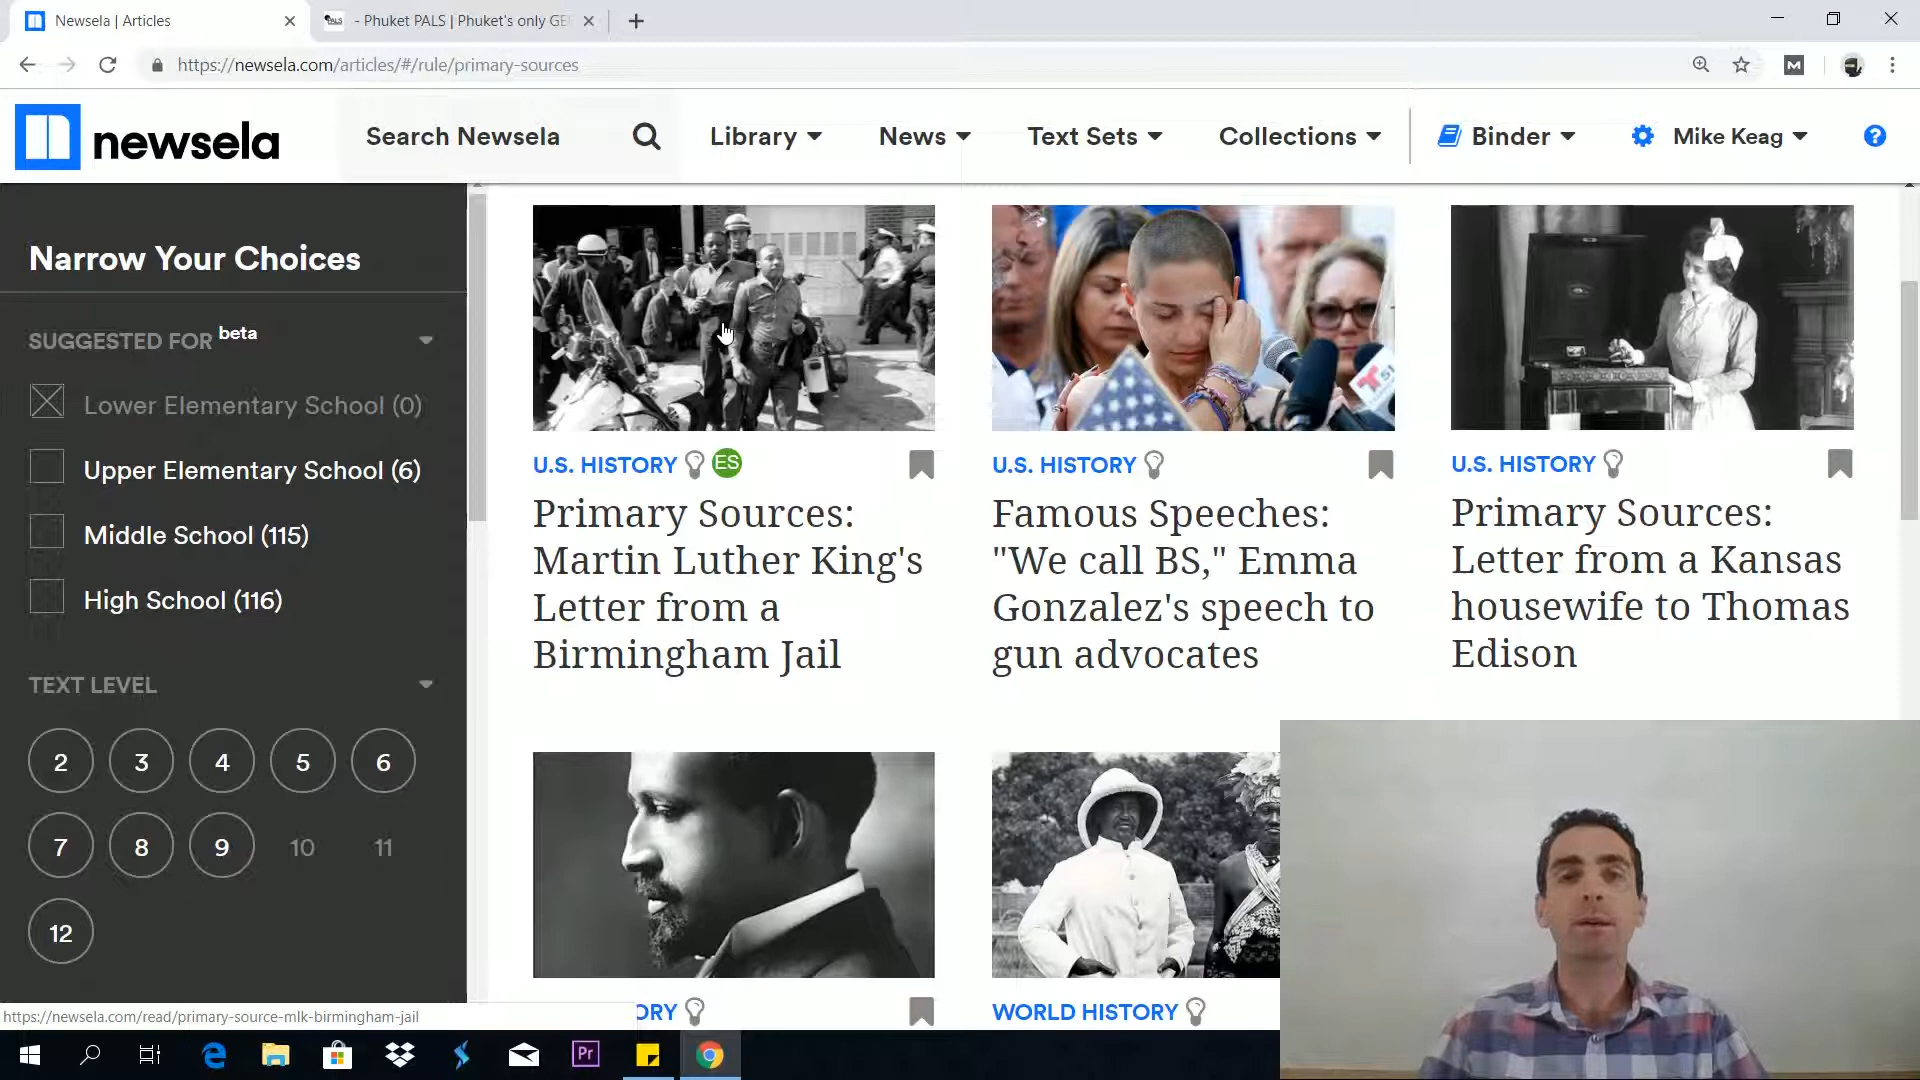 Newsela | Articles
PALS - Phuket PALS | Phuket's only GE
https://newsela.com/articles/#/rule/primary-sources
M
newsela
Search Newsela
Library
News
Text Sets
Collections
Binder
Mike Keag
?
Narrow Your Choices
SUGGESTED FOR beta
Lower Elementary School (0)
Upper Elementary School (6)
Middle School (115)
High School (116)
TEXT LEVEL
2 3 4 5 6
7 8 9 10 11
12
U.S. HISTORY ES
Primary Sources:
Martin Luther King's
Letter from a
Birmingham Jail
U.S. HISTORY
Famous Speeches:
"We call BS," Emma
Gonzalez's speech to
gun advocates
U.S. HISTORY
Primary Sources:
Letter from a Kansas
housewife to Thomas
Edison
ORY
WORLD HISTORY
https://newsela.com/read/primary-source-mlk-birmingham-jail
Pr